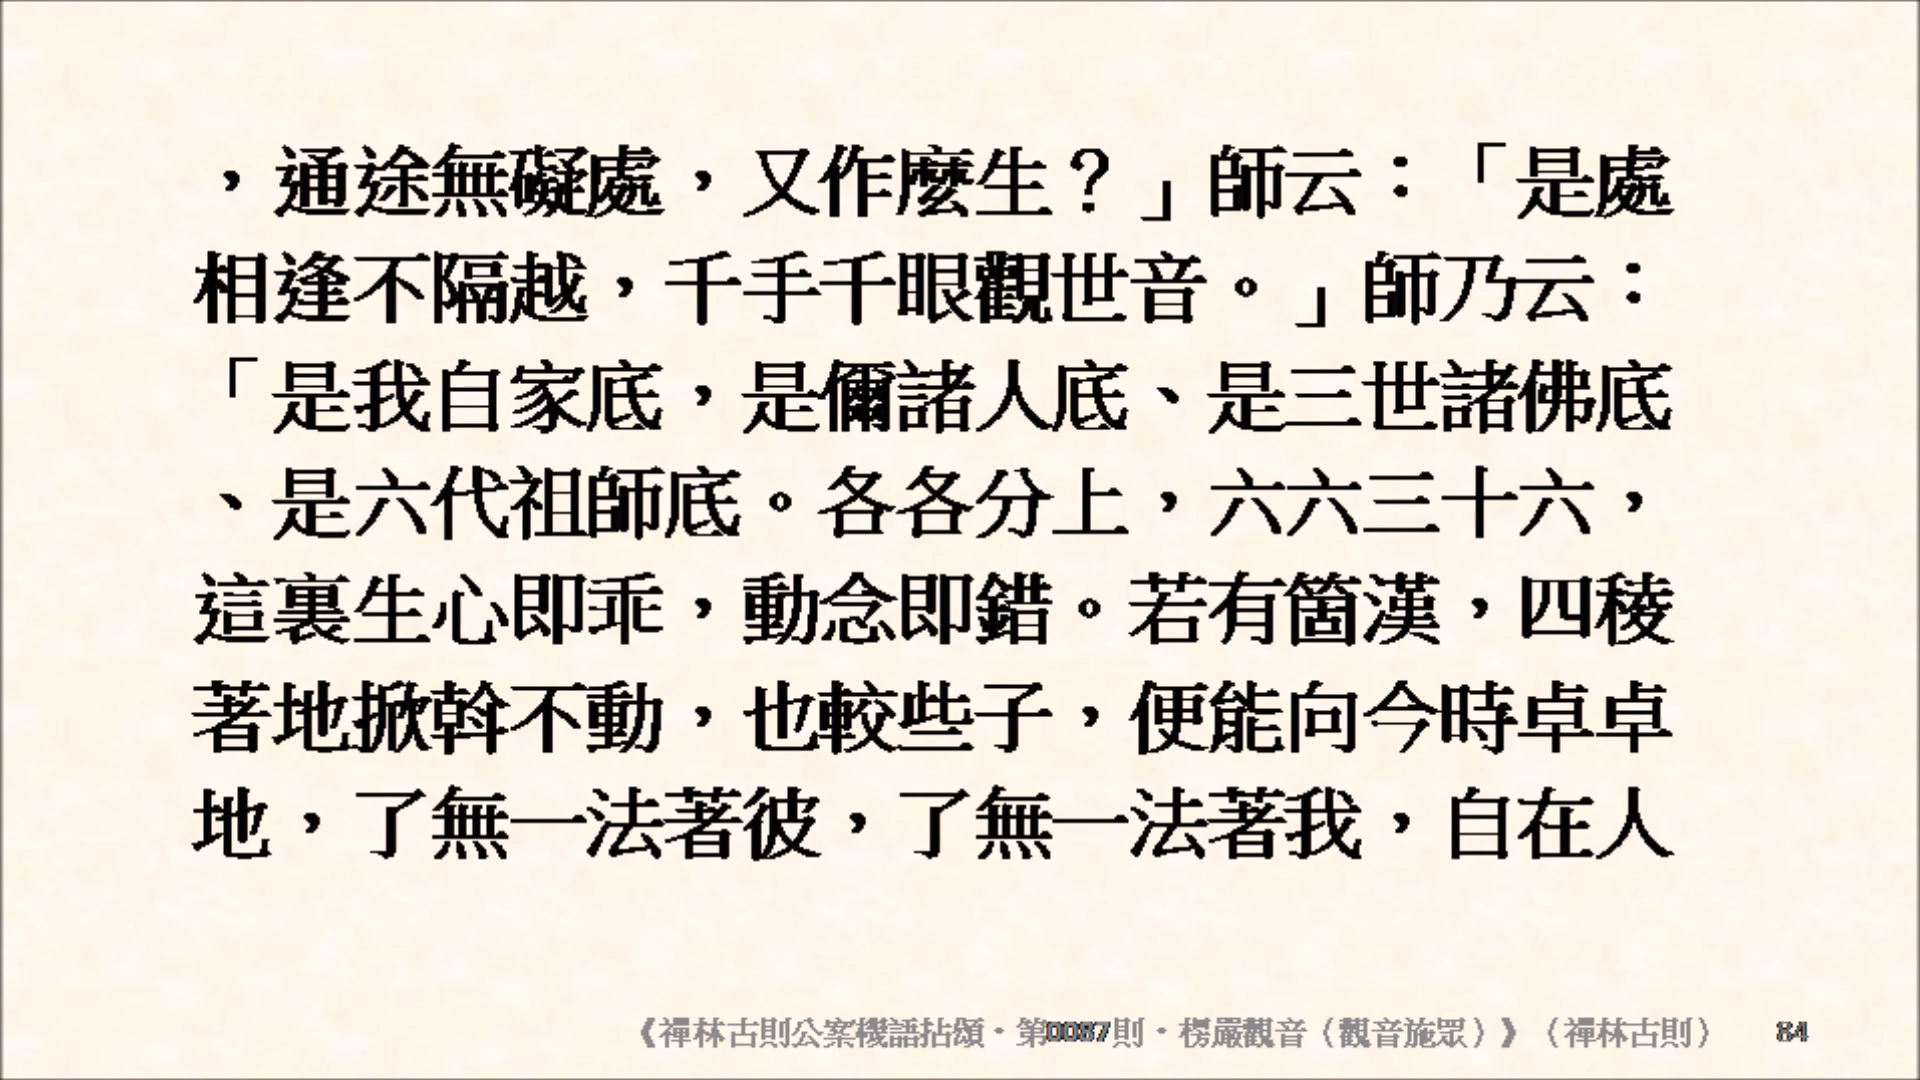 ，通途無礙處，又作麼生？」師云：「是處
相逢不隔越，千手千眼觀世音。」師乃云：
「是我自家底，是儞諸人底、是三世諸佛底
、是六代祖師底。各各分上，六六三十六，
這裏生心即乖，動念即錯。若有箇漢，四稜
著地掀斡不動，也較些子，便能向今時卓卓
地，了無一法著彼，了無一法著我，自在人
《禪林古則公案機語拈頌．第0087則．楞嚴觀音（觀音施眾）》（禪林古則） 84